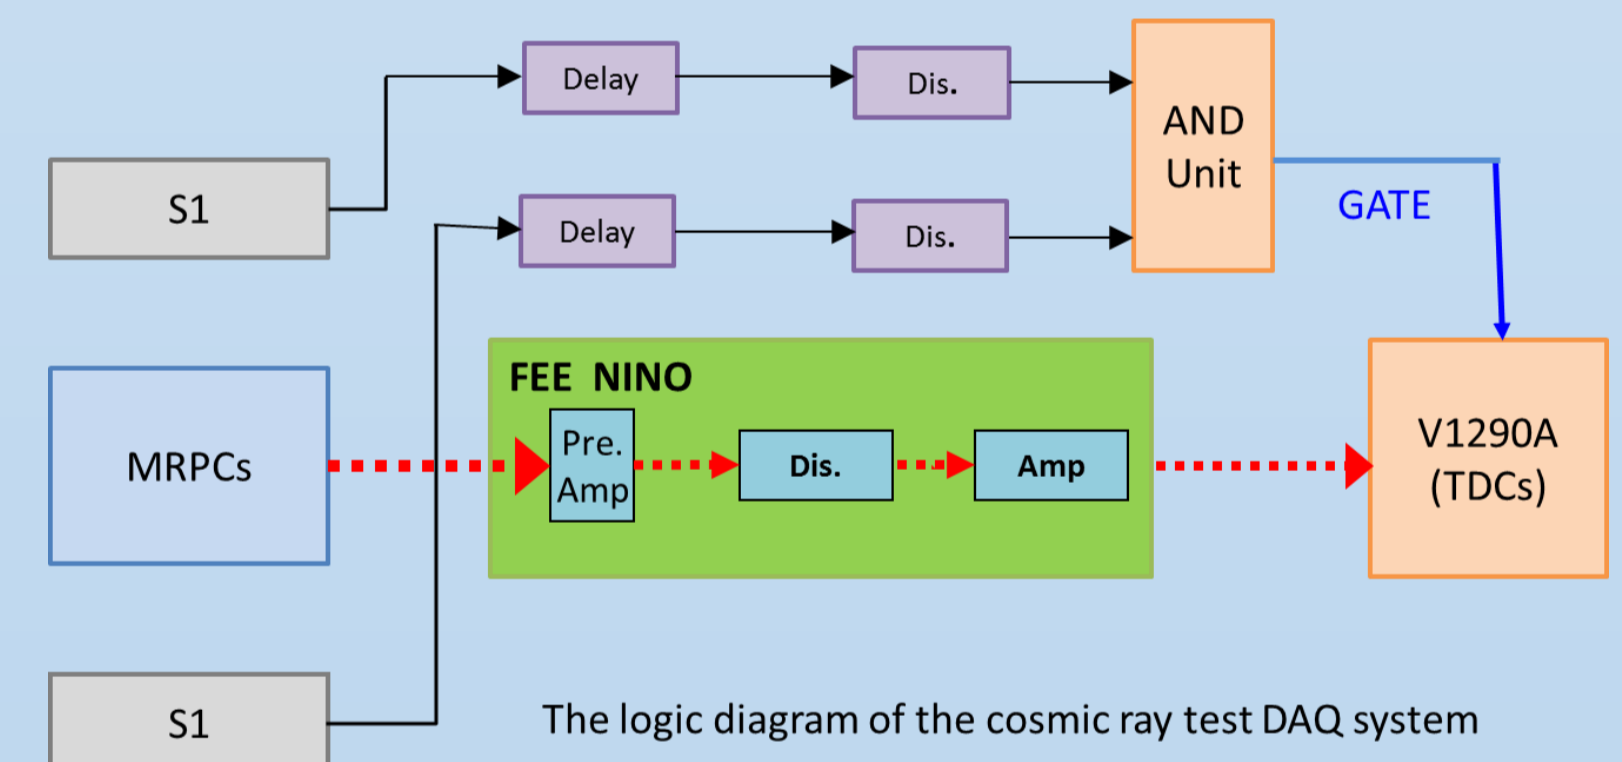 Delay
Dis.
AND
Unit
S1
GATE
Delay
Dis.
FEE NINO
MRPCs
Pre.
Amp
Dis.
Amp
V1290A
(TDCs)
S1
The logic diagram of the cosmic ray test DAQ system